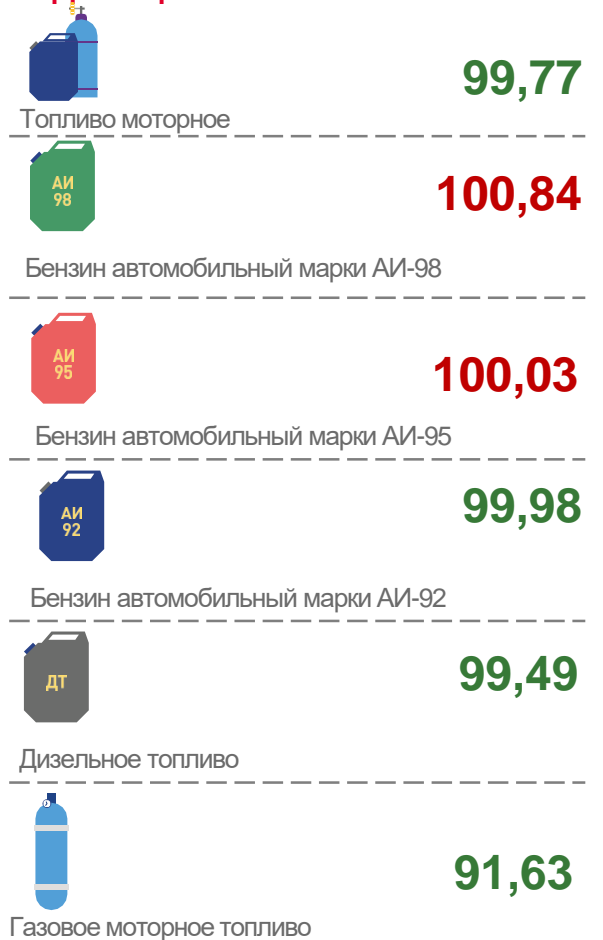 99,77
Топливо моторное
АИ
98
100,84
Бензин автомобильный марки АИ-98
АИ
95
100,03
Бензин автомобильный марки АИ-95
АИ
92
99,98
Бензин автомобильный марки АИ-92
ДТ
99,49
Дизельное топливо
91,63
Газовое моторное топливо